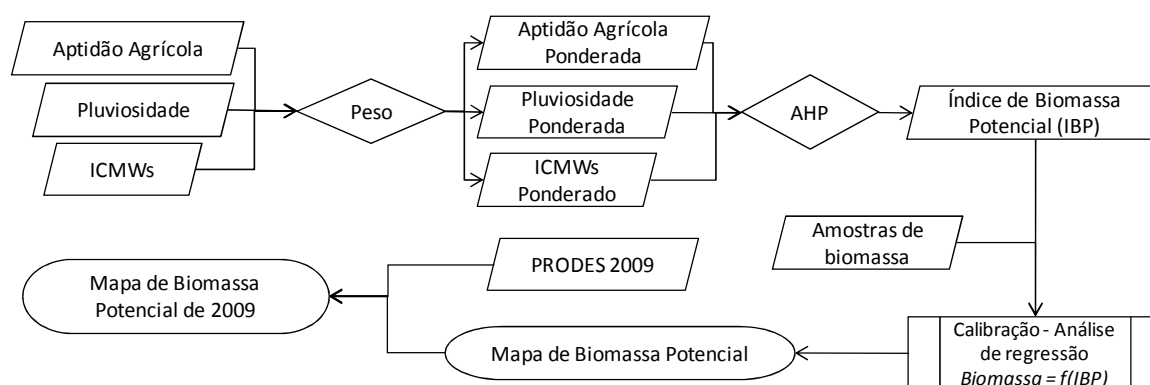 Aptidão Agrícola
Pluviosidade
ICMWs
Peso
Aptidão Agrícola
Ponderada
Pluviosidade
Ponderada
ICMWs
Ponderado
AHP
Índice de Biomassa
Potencial (IBP)
Amostras de
biomassa
Calibração - Análise
de regressão
Biomassa = f(IBP)
Mapa de Biomassa Potencial
PRODES 2009
Mapa de Biomassa
Potencial de 2009